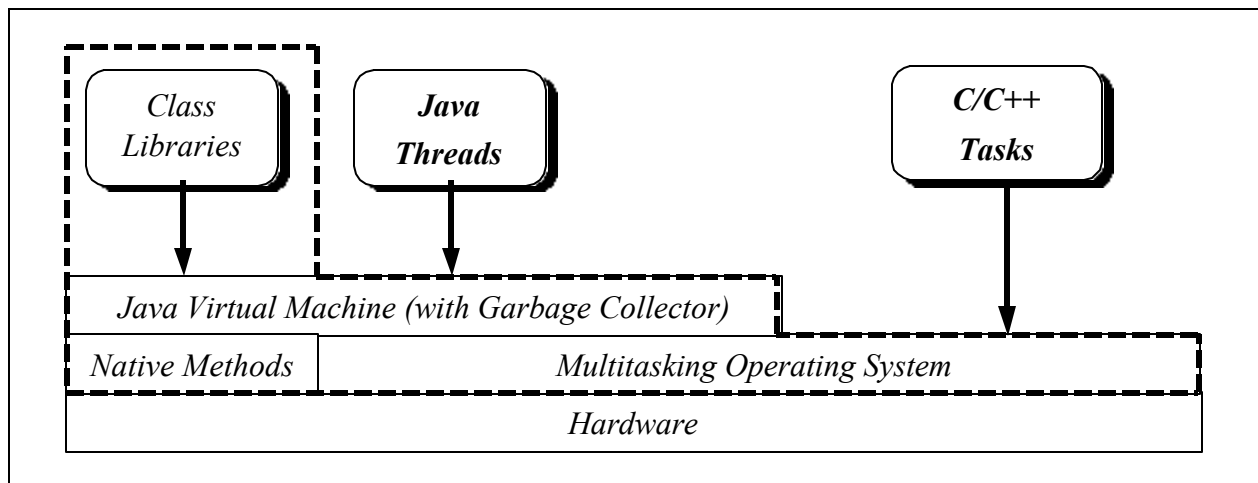 Class
Libraries
Java
Threads
C/C++
Tasks
Java Virtual Machine (with Garbage Collector)
Native Methods
Multitasking Operating System
Hardware